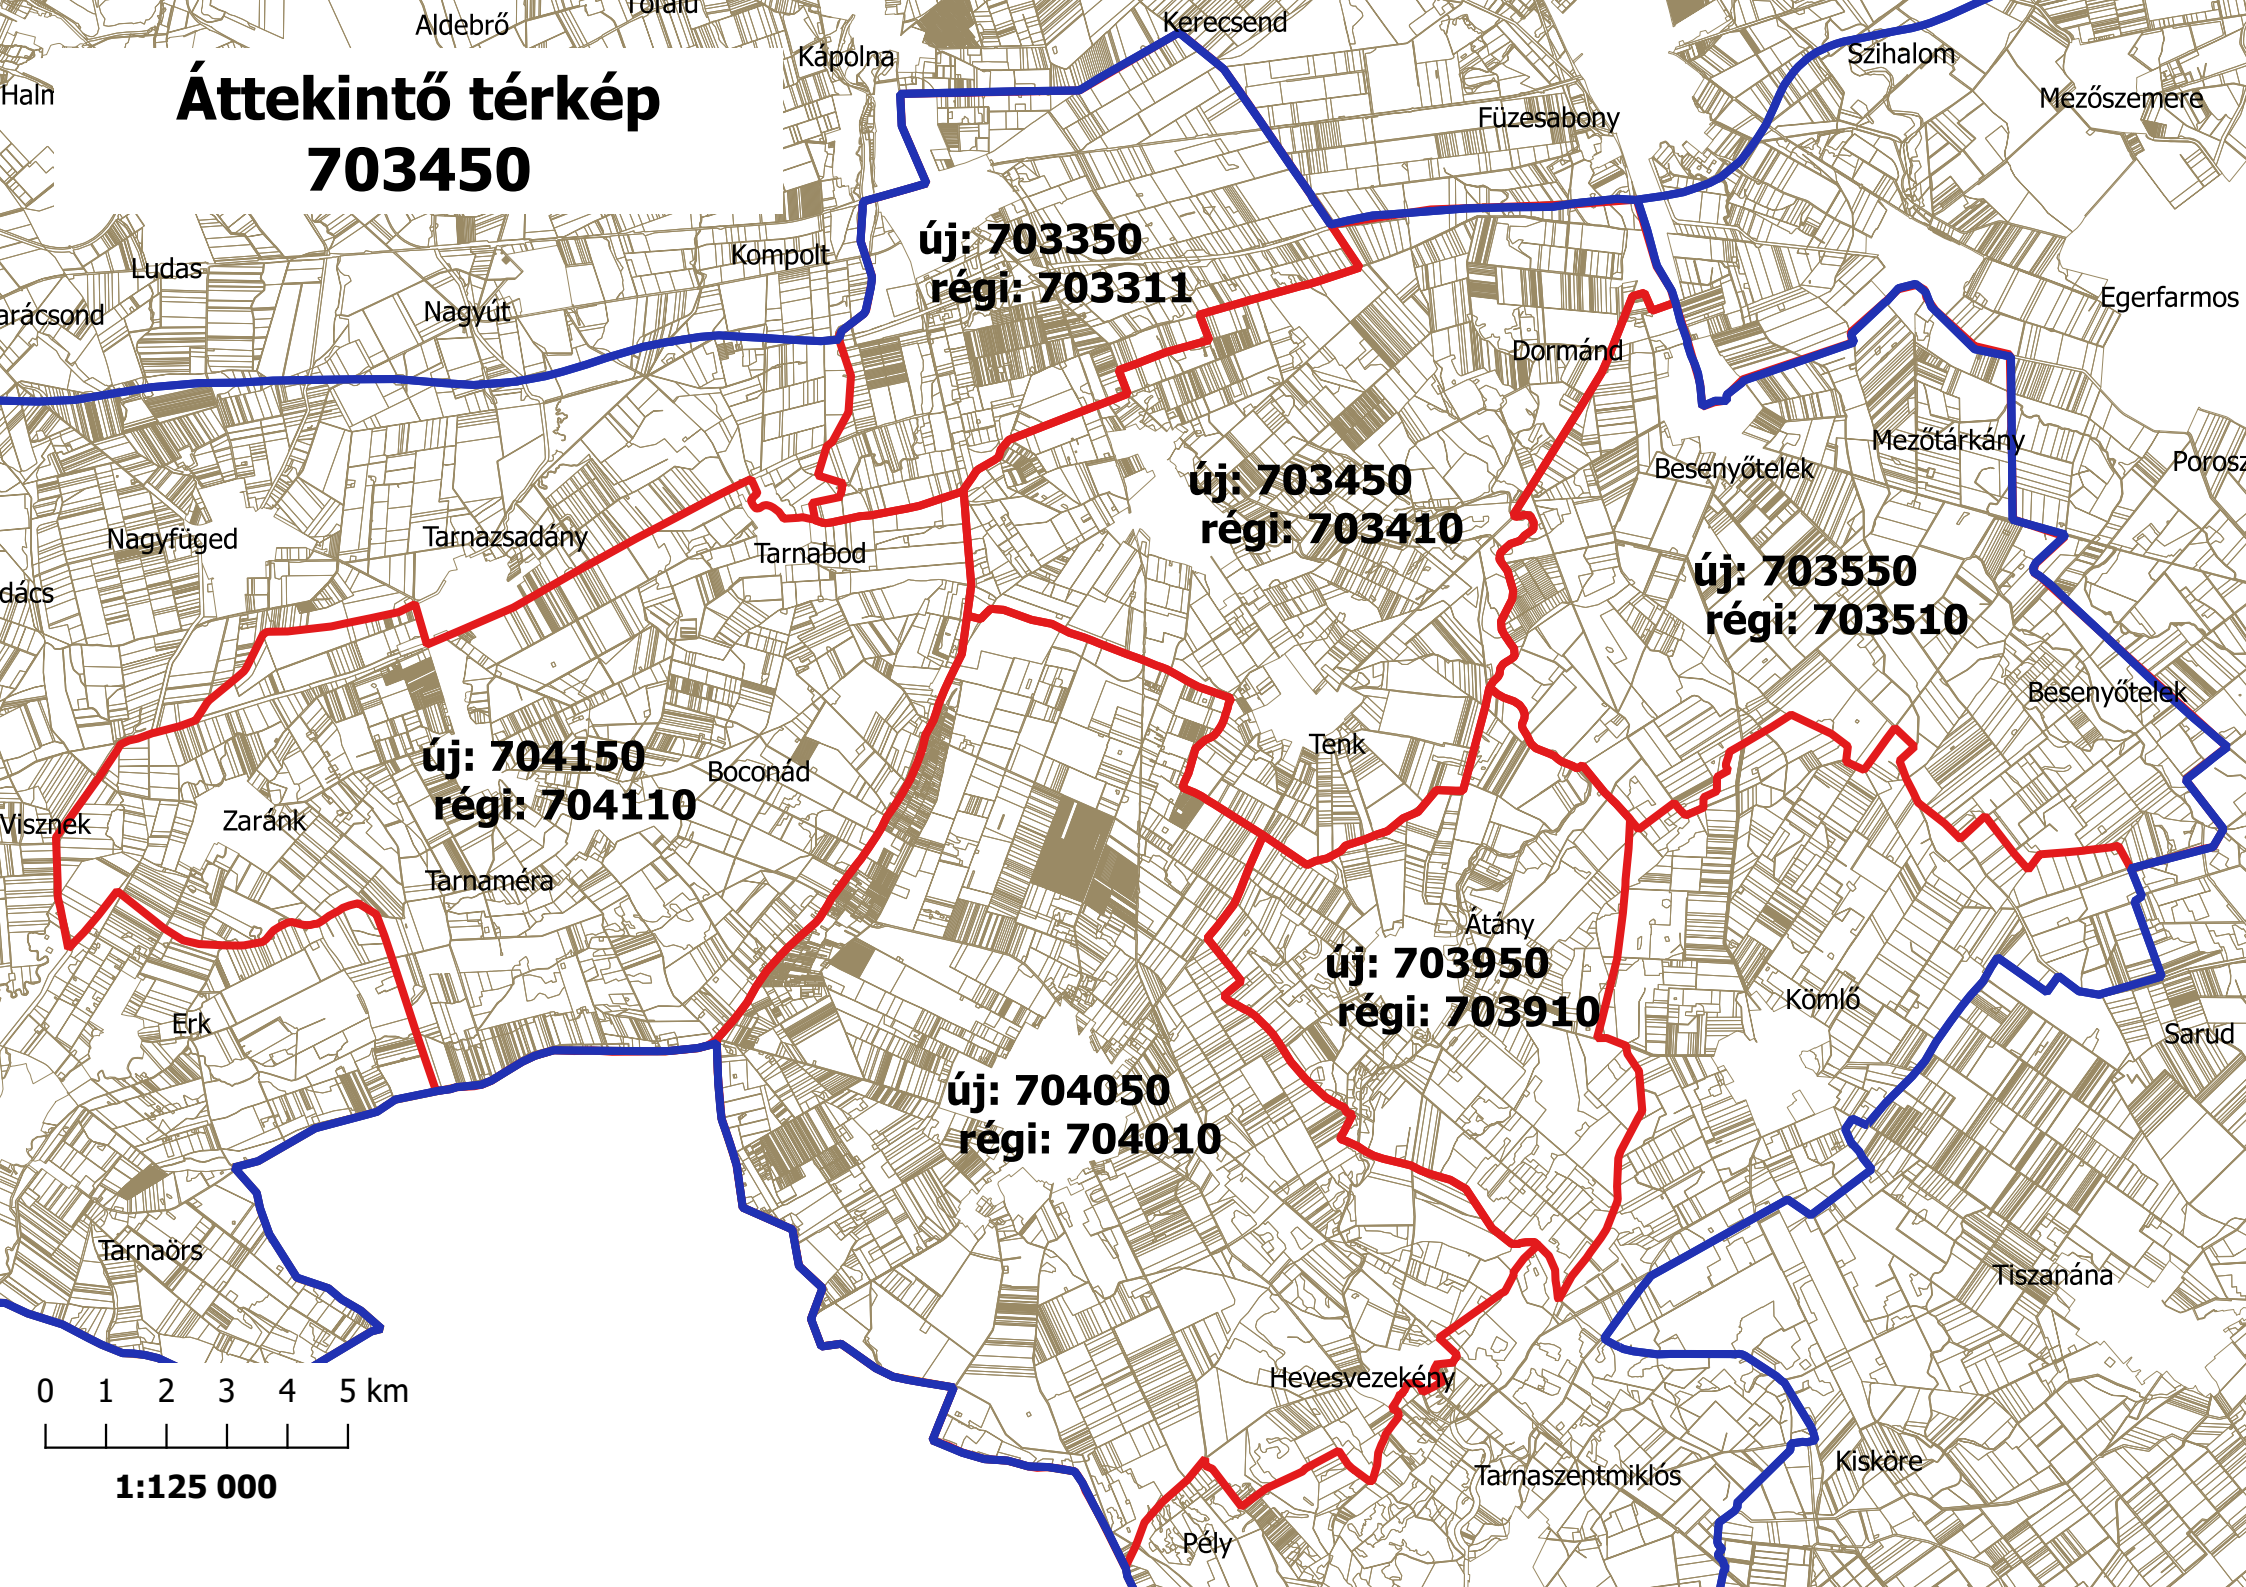 Aldebrő
Kerecsend
Kápolna
Szihalom
Mezőszemere
Áttekintő térkép
703450
Füzesabony
új: 703350
régi: 703311
Kompolt
Ludas
Nagyút
Egerfarmos
Dormánd
Mezőtárkány
Besenyőtelek
új: 703450
régi: 703410
Nagyfüged
Tarnazsadány
Tarnabod
új: 703550
régi: 703510
Besenyőtelek
Tenk
új: 704150
régi: 704110
Boconád
Visznek
Zaránk
Tarnaméra
Átány
új: 703950
régi: 703910
Kömlő
Erk
Sarud
új: 704050
régi: 704010
Tarnaörs
Tiszanána
Hevesvezekény
0 1 2 3 4 5 km
1:125 000
Tarnaszentmiklós
Kisköre
Pély